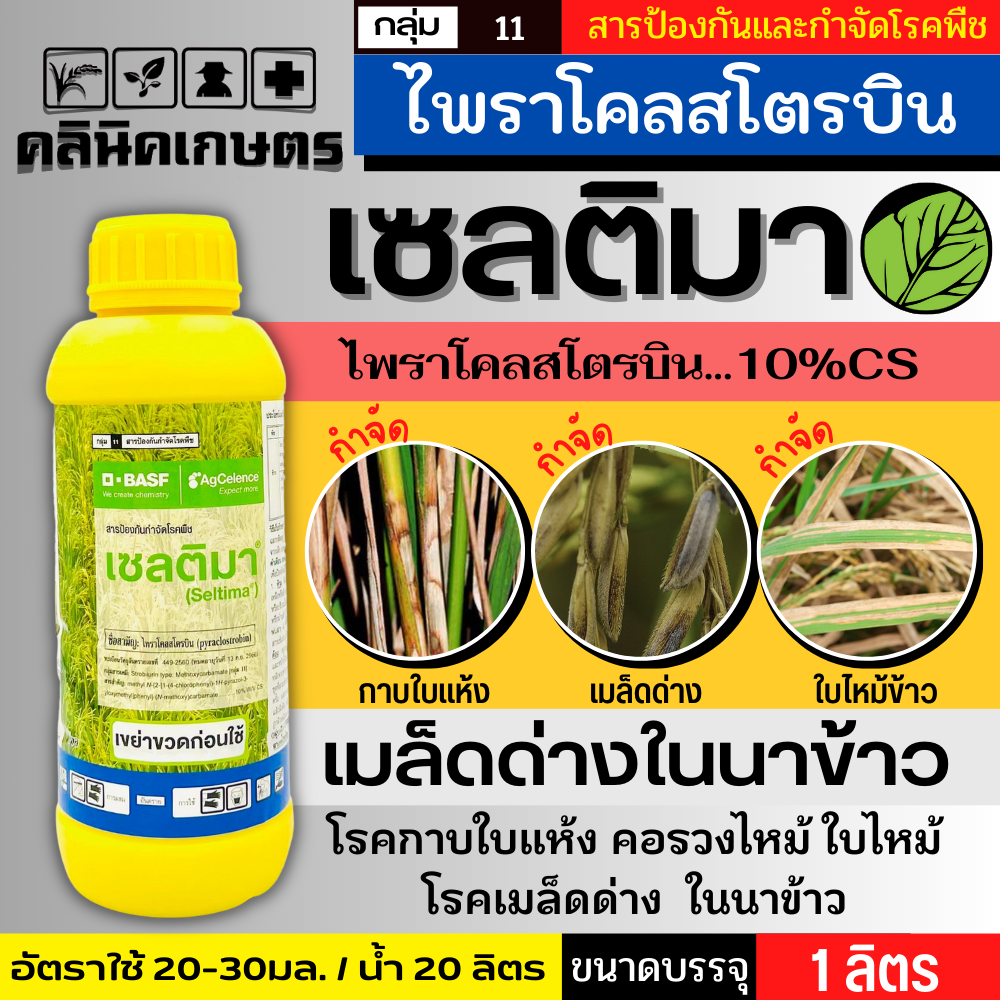 กลุ่ม 11 สารป้องกันและกำจัดโรคพืช
คลินิคเกษตร
ไพราโคลสโตรบิน
เซลติมา
ไพราโคลสโตรบิน...10%CS
กำจัด กำจัด กำจัด
กาบใบแห้ง เมล็ดด่าง ใบไหม้ข้าว
กลุ่ม 11 สารป้องกันกำจัดโรคพืช
BASF
We create chemistry
AgCelence
Expect more
สารป้องกันกำจัดโรคพืช
เซลติมา®
(Seltima®)
ชื่อสามัญ: ไพราโคลสโตรบิน (pyraclostrobin)
10% W/V CS
เขย่าขวดก่อนใช้
เมล็ดด่างในนาข้าว
โรคกาบใบแห้ง คอรวงไหม้ ใบไหม้
โรคเมล็ดด่าง ในนาข้าว
อัตราใช้ 20-30มล. / น้ำ 20 ลิตร ขนาดบรรจุ 1 ลิตร